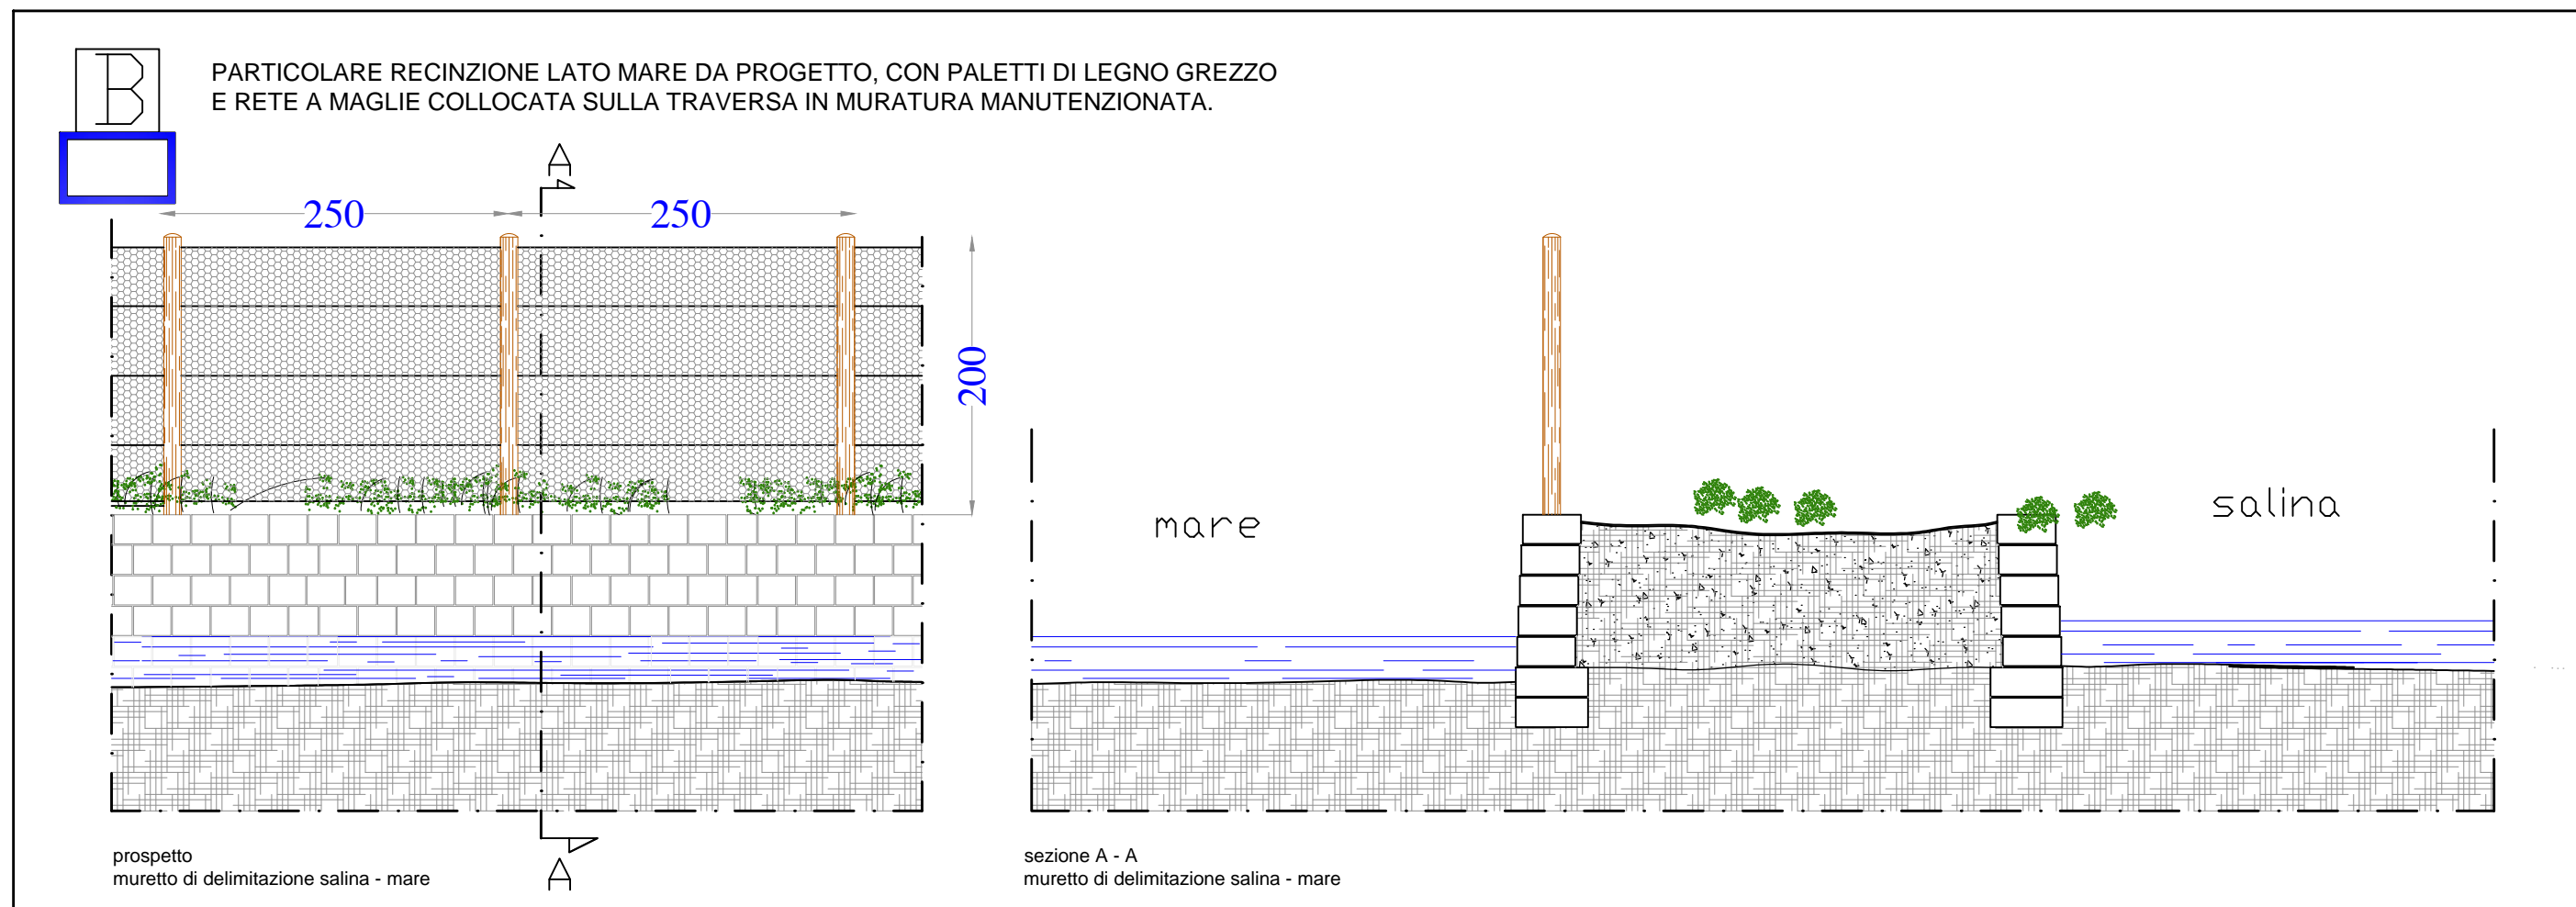 B
PARTICOLARE RECINZIONE LATO MARE DA PROGETTO, CON PALETTI DI LEGNO GREZZO
E RETE A MAGLIE COLLOCATA SULLA TRAVERSA IN MURATURA MANUTENZIONATA.
A
250
250
200
mare
salina
A
prospetto
muretto di delimitazione salina - mare
sezione A - A
muretto di delimitazione salina - mare